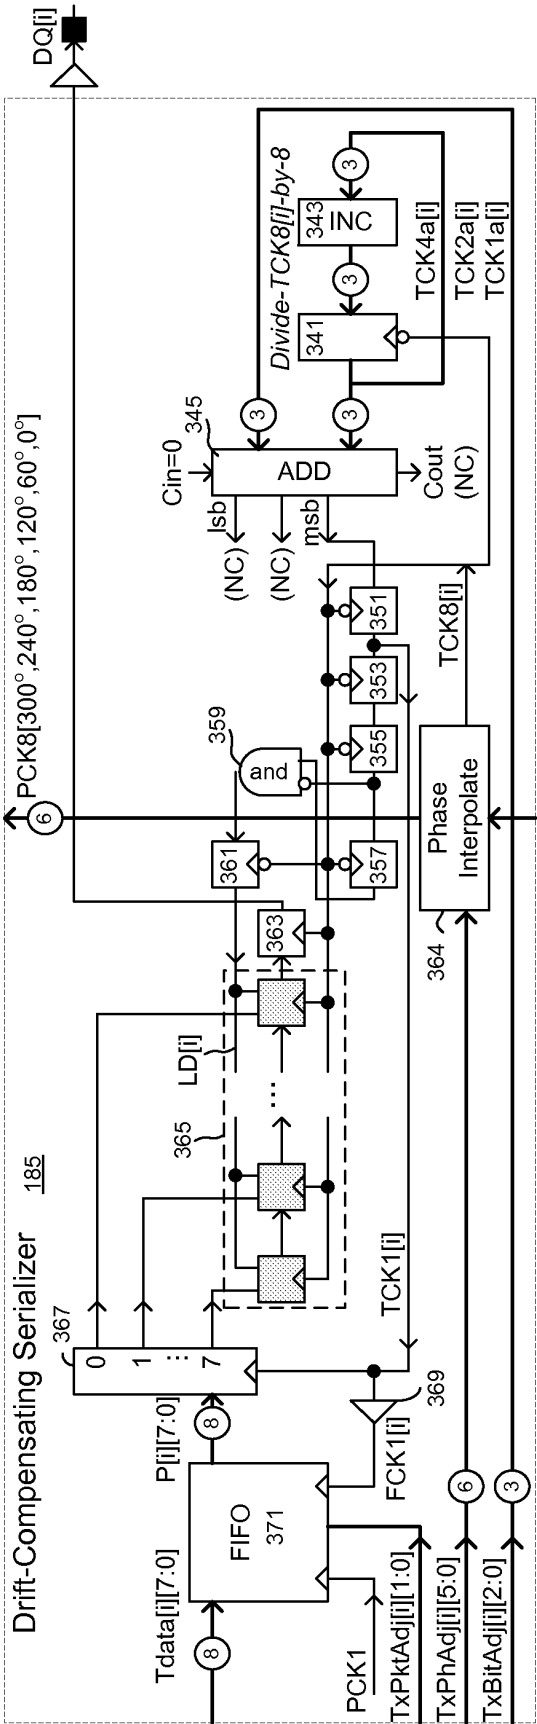 Drift-Compensating Serializer
185
Tdata[i][7:0]
8
FIFO
371
PCK1
P[i][7:0]
8
367
0
1
...
7
FCK1[i]
369
TCK1[i]
TxPktAdj[i][1:0]
TxPhAdj[i][5:0]
6
TxBitAdj[i][2:0]
3
365
LD[i]
...
363
361
359
and
357
355
353
351
364
Phase
Interpolate
TCK8[i]
PCK8[300°,240°,180°,120°,60°,0°]
6
(NC)
(NC)
lsb
msb
Cin=0
345
ADD
Cout
(NC)
3
3
Divide-TCK8[i]-by-8
341
3
343
INC
3
TCK4a[i]
TCK2a[i]
TCK1a[i]
DQ[i]